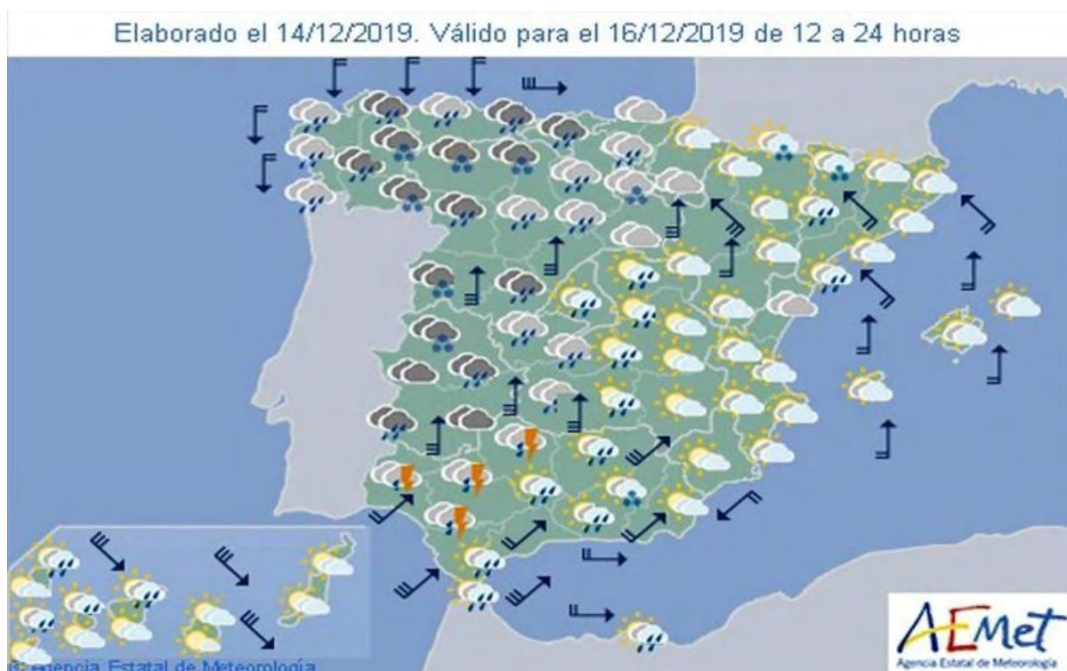 Elaborado el 14/12/2019. Válido para el 16/12/2019 de 12 a 24 horas
Agencia Estatal de Meteorología
AEMet
Agencia Estatal de Meteorología